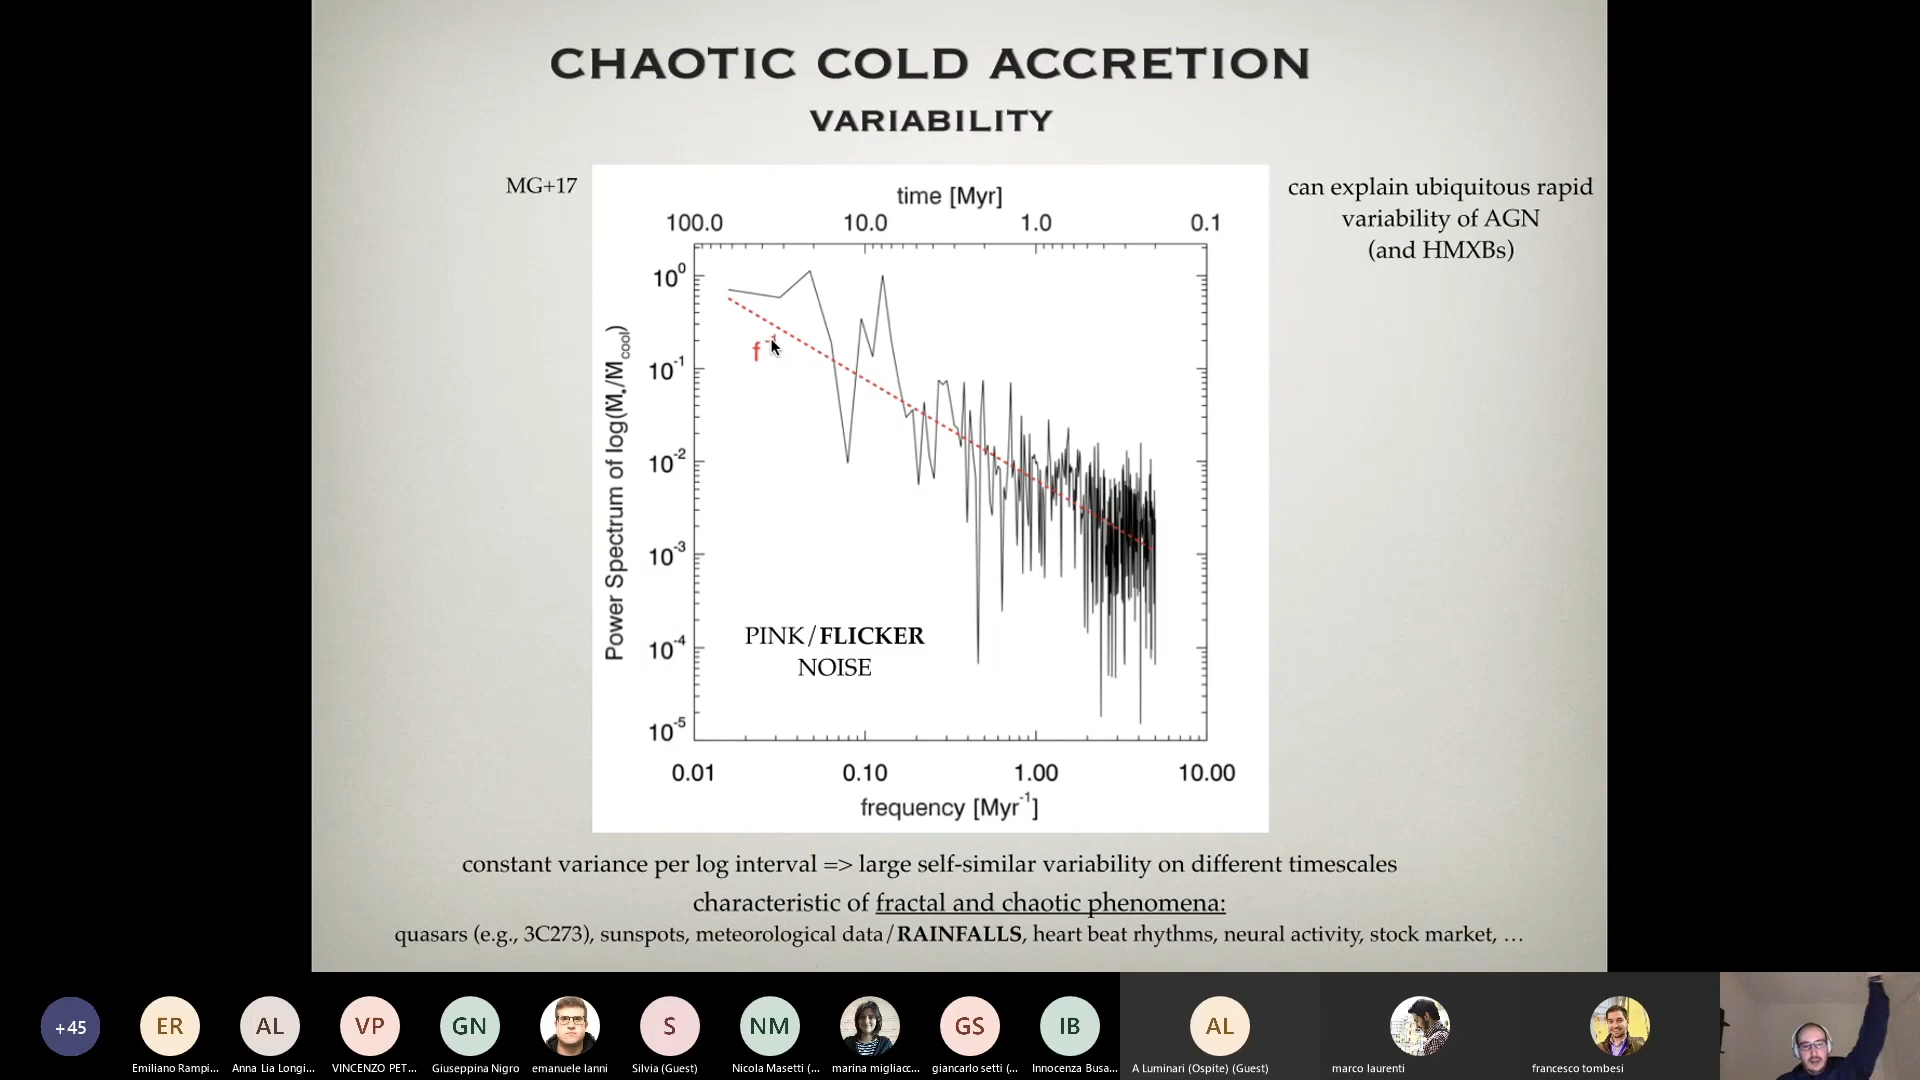 CHAOTIC COLD ACCRETION
VARIABILITY
MG+17
can explain ubiquitous rapid
variability of AGN
(and HMXBs)
time [Myr]
100.0 10.0 1.0 0.1
Power Spectrum of log(Ṁ•/Ṁcool)
10^0
10^-1
10^-2
10^-3
10^-4
10^-5
f^-1
PINK/FLICKER
NOISE
0.01 0.10 1.00 10.00
frequency [Myr^-1]
constant variance per log interval => large self-similar variability on different timescales
characteristic of fractal and chaotic phenomena:
quasars (e.g., 3C273), sunspots, meteorological data/RAINFALLS, heart beat rhythms, neural activity, stock market, …
+45 ER AL VP GN S NM GS IB AL
Emiliano Rampi... Anna Lia Longi... VINCENZO PET... Giuseppina Nigro emanuele lanni Silvia (Guest) Nicola Masetti (... marina migliacc... giancarlo setti (... Innocenza Busa... A Luminari (Ospite) (Guest) marco laurenti francesco tombesi